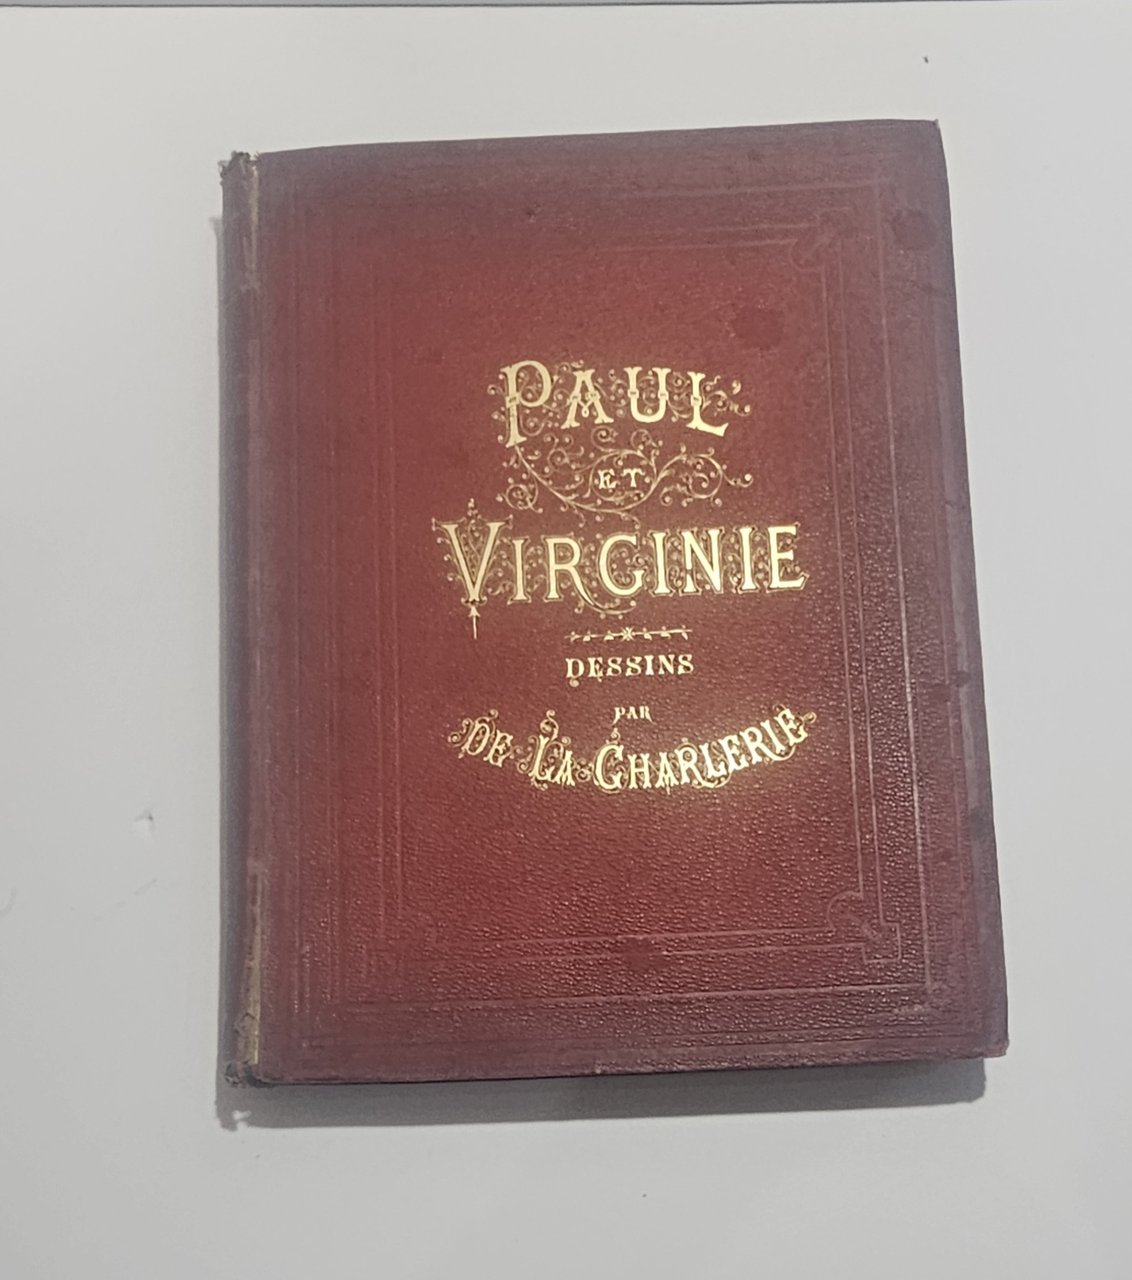 PAUL
ET
VIRGINIE
DESSINS
PAR
DE LA CHARLERIE